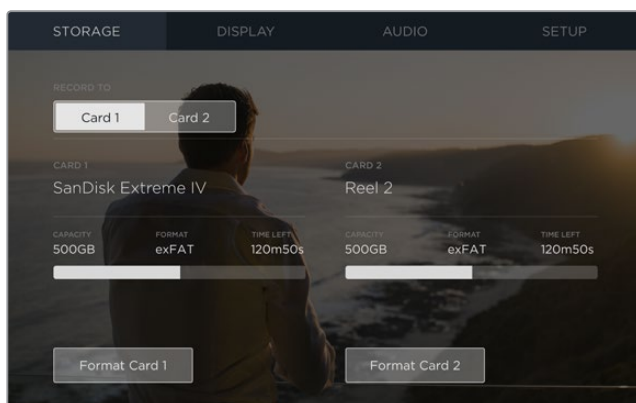 STORAGE DISPLAY AUDIO SETUP
RECORD TO
Card 1 Card 2
CARD 1 CARD 2
SanDisk Extreme IV Reel 2
CAPACITY FORMAT TIME LEFT CAPACITY FORMAT TIME LEFT
500GB exFAT 120m50s 500GB exFAT 120m50s
Format Card 1 Format Card 2